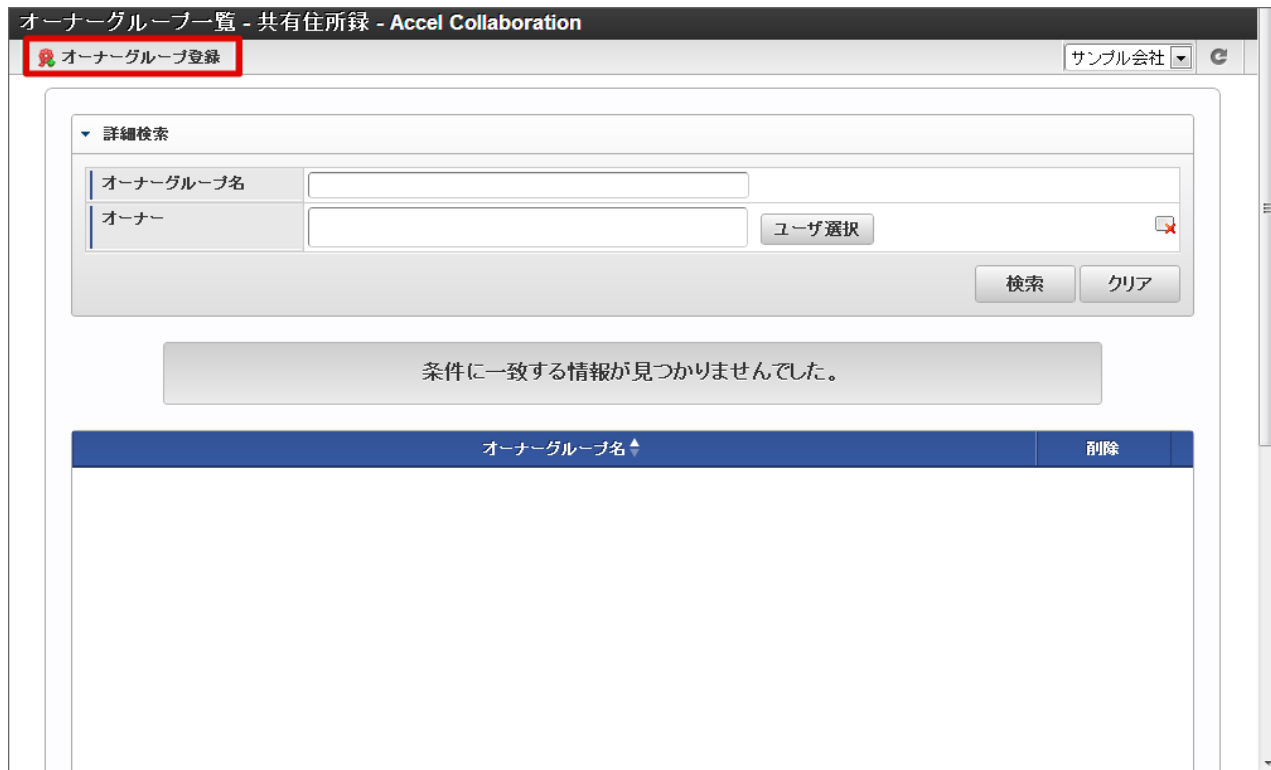 オーナーグループ一覧 - 共有住所録 - Accel Collaboration
オーナーグループ登録
サンプル会社
詳細検索
オーナーグループ名
オーナー
ユーザ選択
検索
クリア
条件に一致する情報が見つかりませんでした。
オーナーグループ名
削除